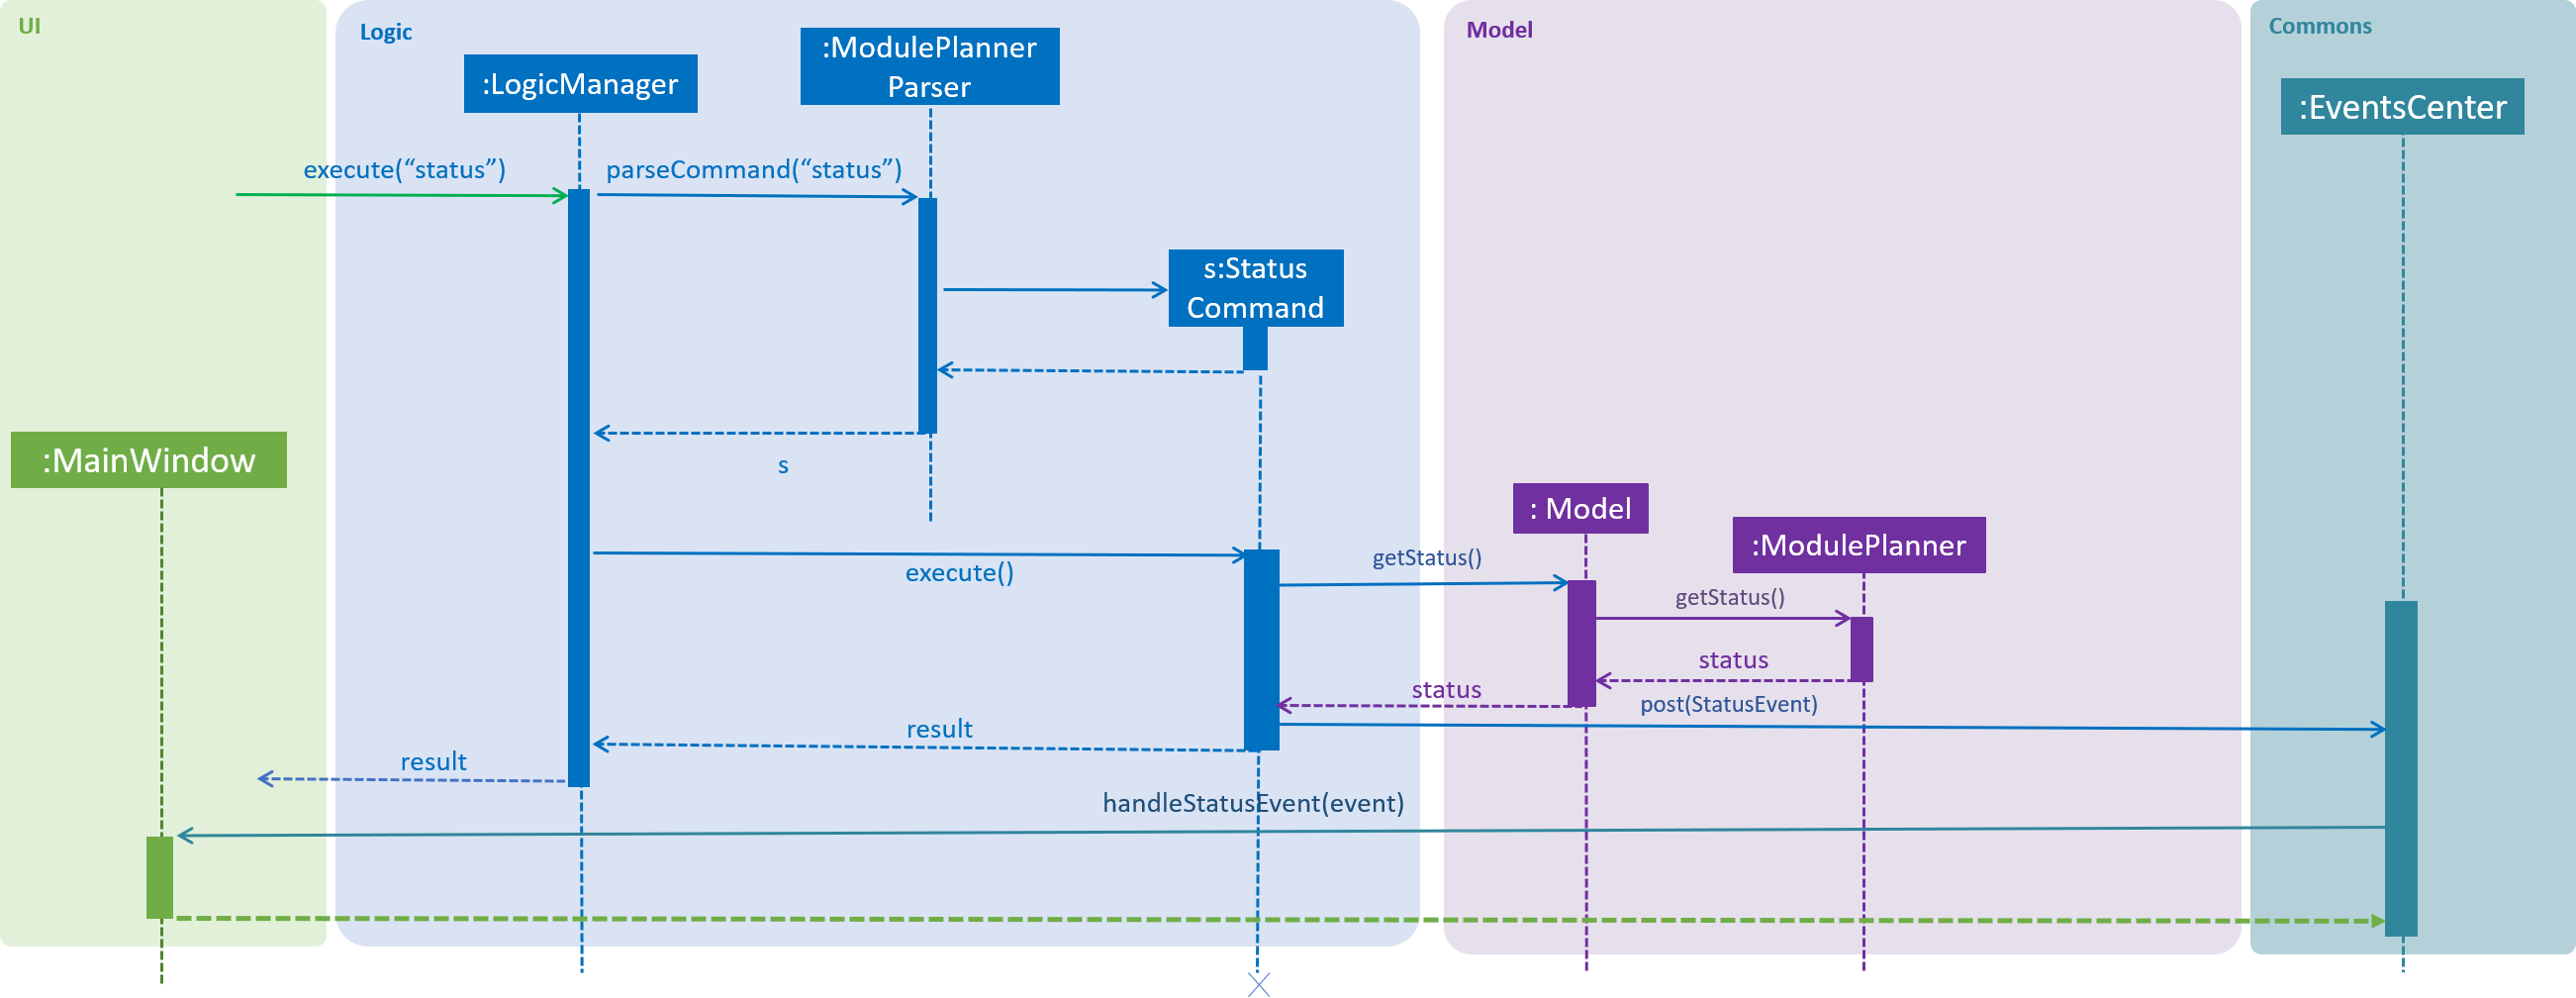 UI
Logic
Model
Commons
:LogicManager
:ModulePlanner
Parser
:EventsCenter
execute(“status”)
parseCommand(“status”)
s:Status
Command
s
:MainWindow
: Model
:ModulePlanner
execute()
getStatus()
getStatus()
status
status
post(StatusEvent)
result
result
handleStatusEvent(event)